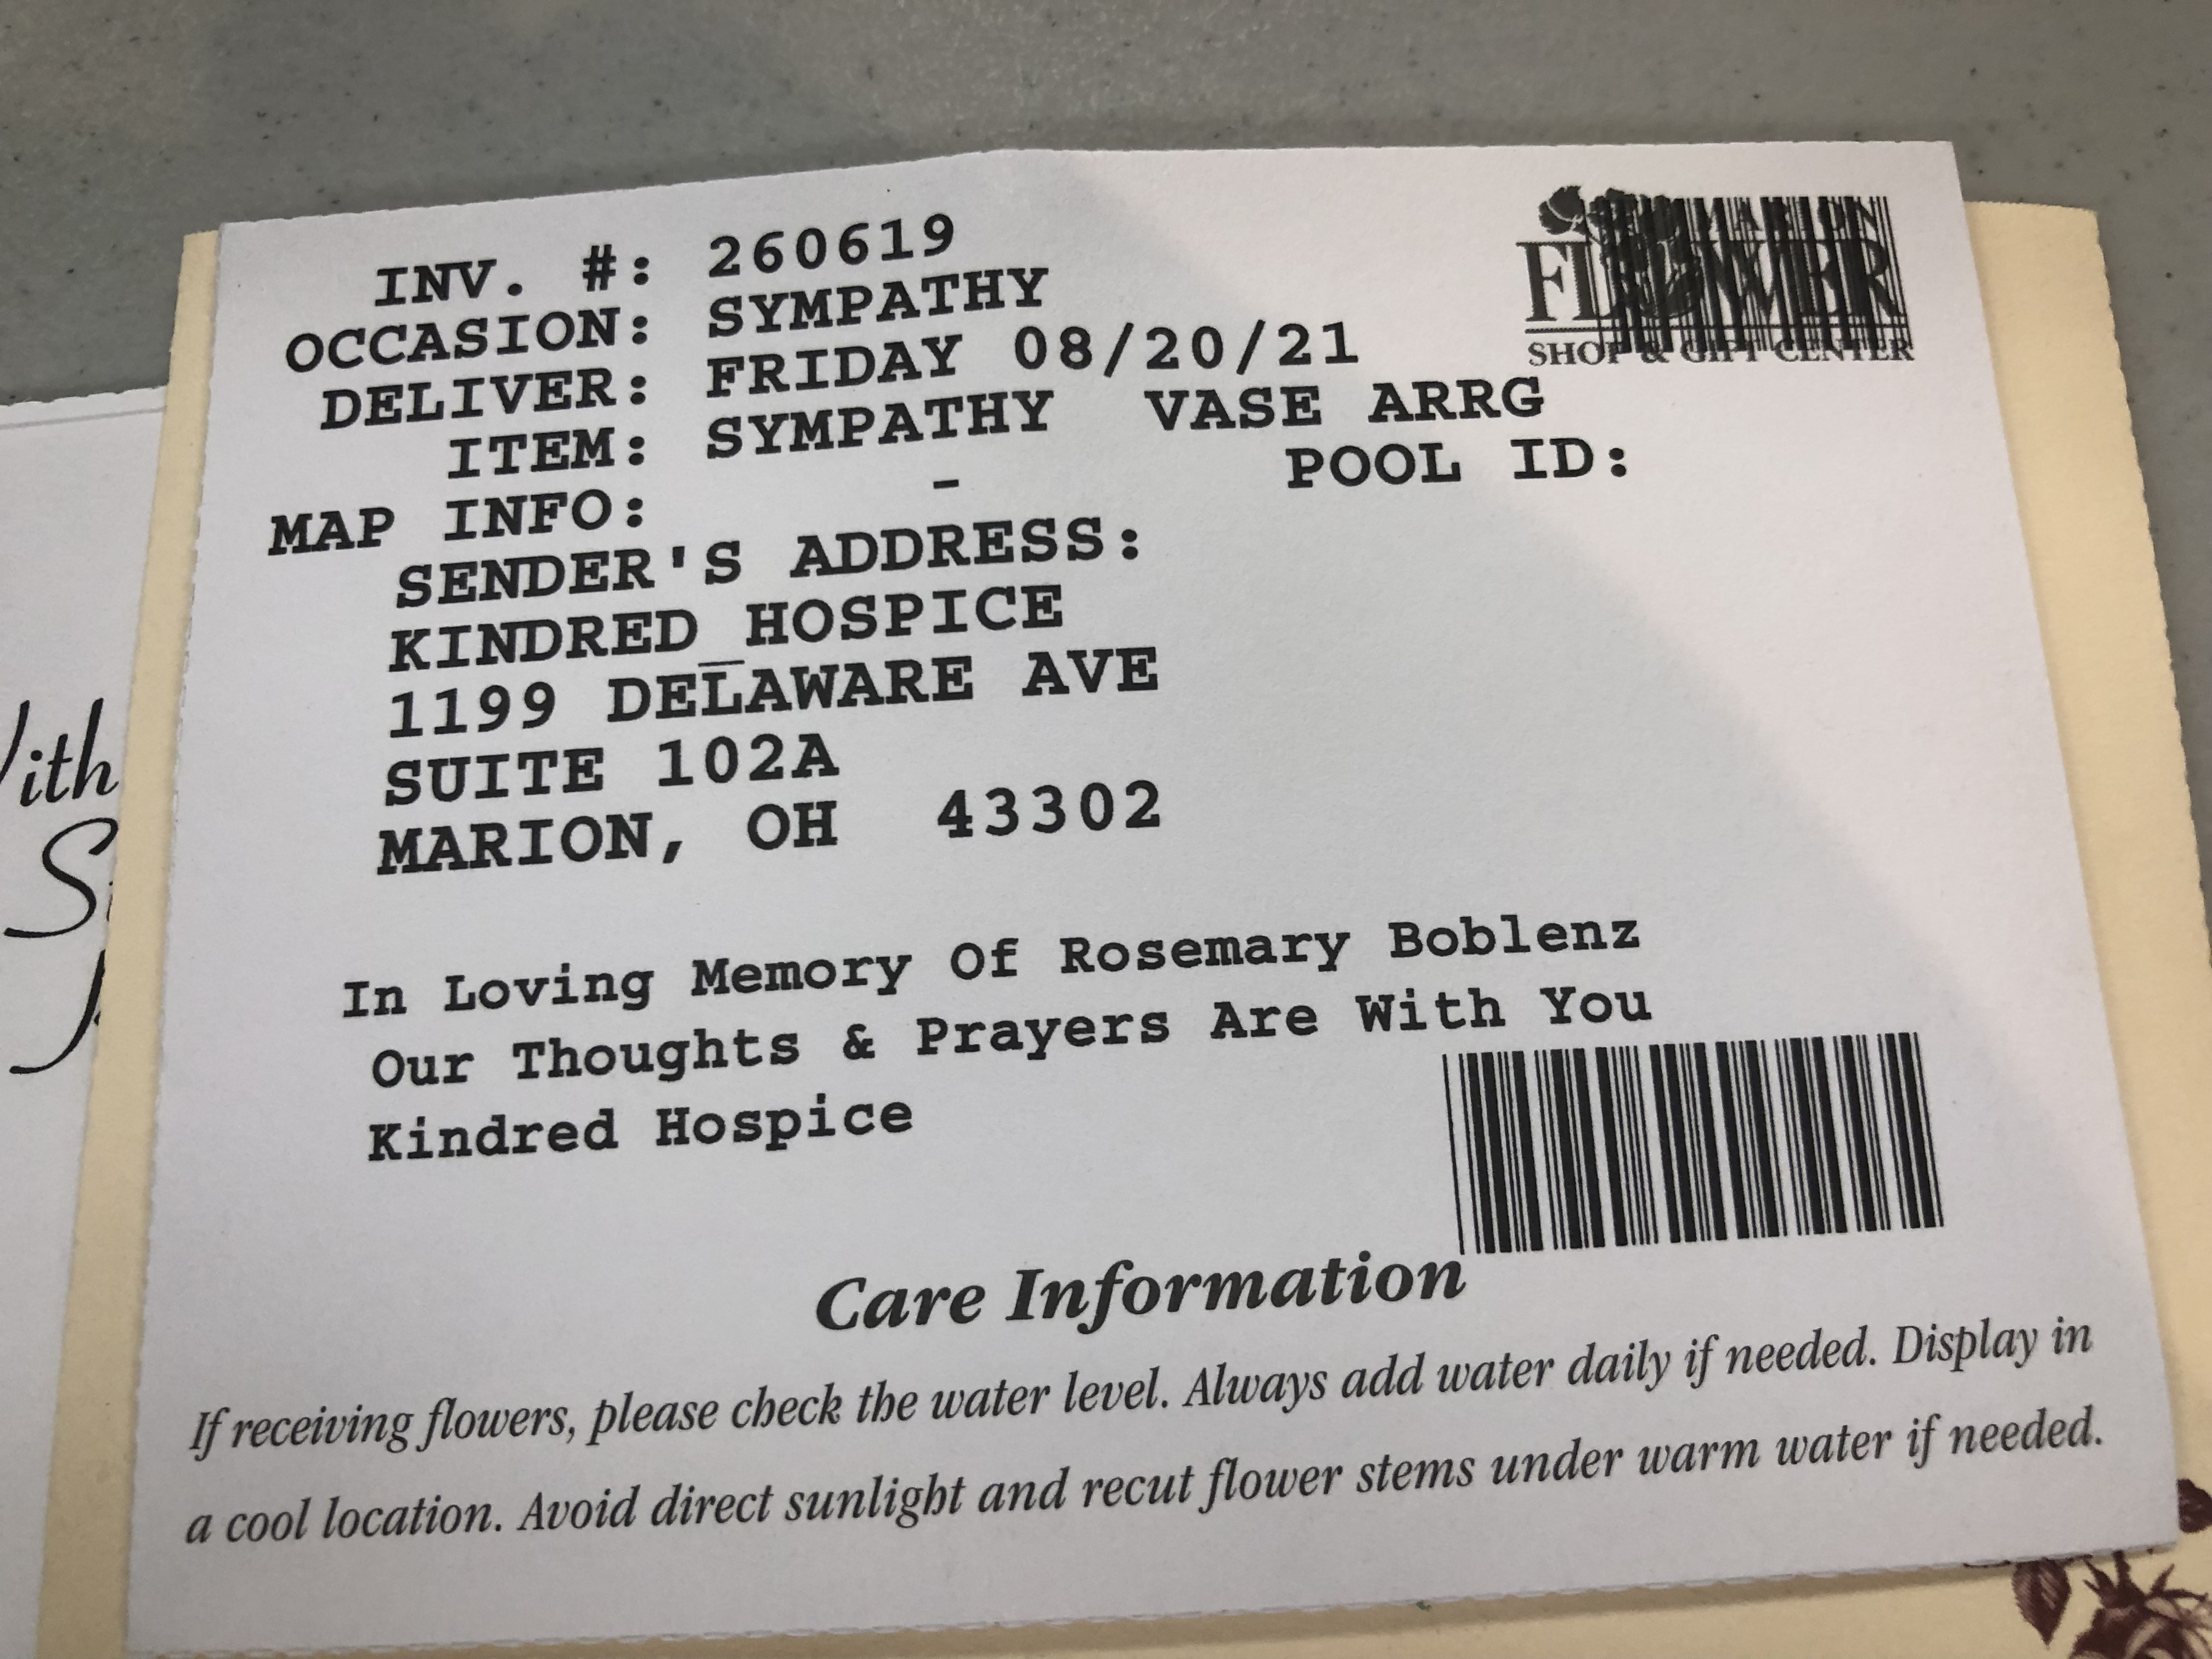 INV. #: 260619
OCCASION: SYMPATHY
DELIVER: FRIDAY 08/20/21
ITEM: SYMPATHY VASE ARRG
MAP INFO: - POOL ID:
SENDER'S ADDRESS:
KINDRED HOSPICE
1199 DELAWARE AVE
SUITE 102A
MARION, OH 43302
MARION
FLOWER
SHOP & GIFT CENTER
In Loving Memory Of Rosemary Boblenz
Our Thoughts & Prayers Are With You
Kindred Hospice
Care Information
If receiving flowers, please check the water level. Always add water daily if needed. Display in
a cool location. Avoid direct sunlight and recut flower stems under warm water if needed.